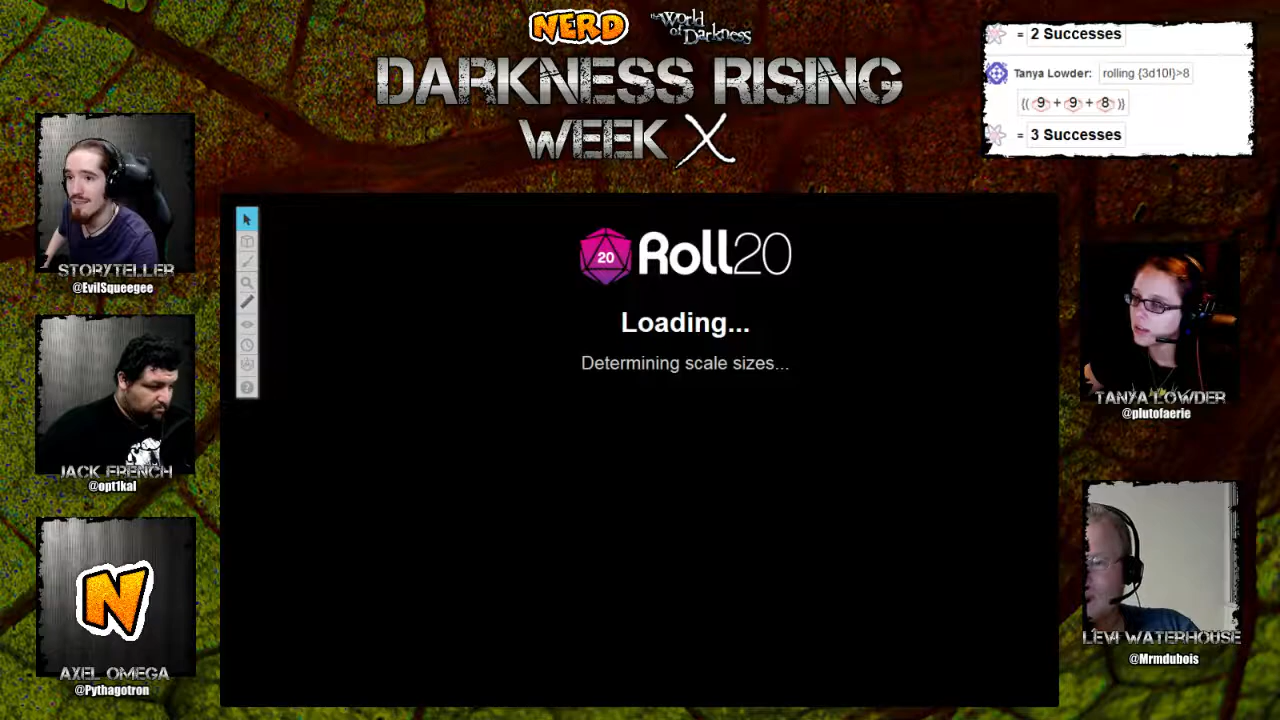 NERD
The World of Darkness
DARKNESS RISING
WEEK X
= 2 Successes
Tanya Lowder: rolling {3d10!}>8
{( 9 + 9 + 8 )}
= 3 Successes
STORYTELLER
@EvilSqueegee
JACK FRENCH
@opt1kal
N
AXEL OMEGA
@Pythagotron
20 Roll20
Loading...
Determining scale sizes...
TANYA LOWDER
@plutofaerie
LEVI WATERHOUSE
@Mrmdubois